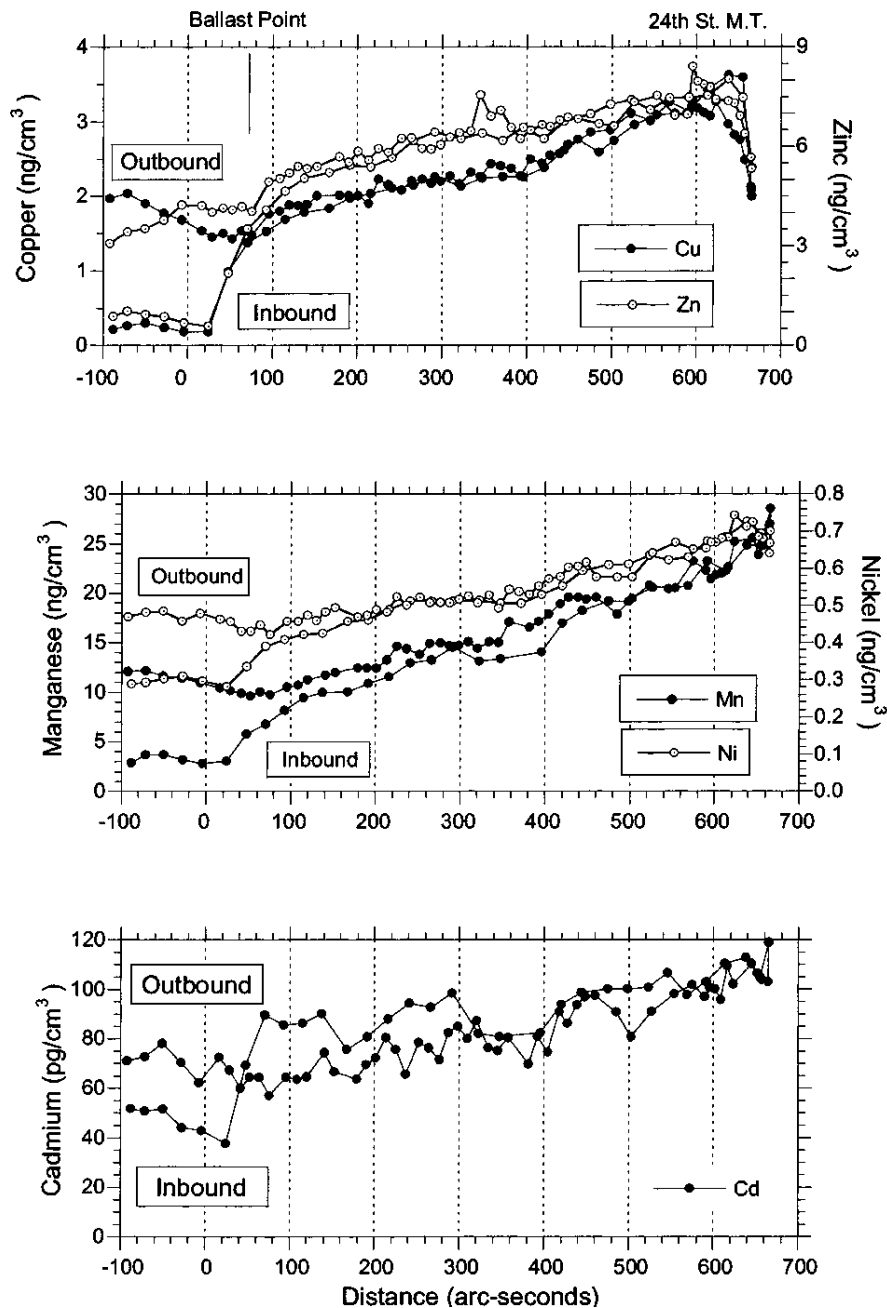 Ballast Point
24th St. M.T.
4
3
2
1
0
Copper (ng/cm3)
9
6
3
0
Zinc (ng/cm3)
Outbound
Inbound
Cu
Zn
-100 0 100 200 300 400 500 600 700
30
25
20
15
10
5
0
Manganese (ng/cm3)
0.8
0.7
0.6
0.5
0.4
0.3
0.2
0.1
0.0
Nickel (ng/cm3)
Outbound
Inbound
Mn
Ni
-100 0 100 200 300 400 500 600 700
120
100
80
60
40
20
0
Cadmium (pg/cm3)
Outbound
Inbound
Cd
-100 0 100 200 300 400 500 600 700
Distance (arc-seconds)